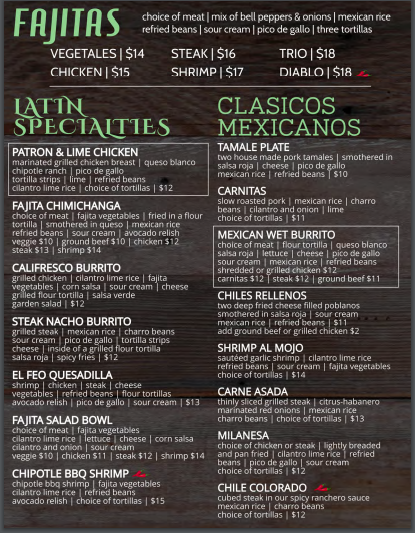 FAJITAS
choice of meat | mix of bell peppers & onions | mexican rice
refried beans | sour cream | pico de gallo | three tortillas
VEGETALES | $14 STEAK | $16 TRIO | $18
CHICKEN | $15 SHRIMP | $17 DIABLO | $18
LATIN
SPECIALTIES
PATRON & LIME CHICKEN
marinated grilled chicken breast | queso blanco
chipotle ranch | pico de gallo
tortilla strips | lime | refried beans
cilantro lime rice | choice of tortillas | $12
FAJITA CHIMICHANGA
choice of meat | fajita vegetables | fried in a flour
tortilla | smothered in queso | mexican rice
refried beans | sour cream | avocado relish
veggie $10 | ground beef $10 | chicken $12
steak $13 | shrimp $14
CALIFRESCO BURRITO
grilled chicken | cilantro lime rice | fajita
vegetables | corn salsa | sour cream | cheese
grilled flour tortilla | salsa verde
garden salad | $12
STEAK NACHO BURRITO
grilled steak | mexican rice | charro beans
sour cream | pico de gallo | tortilla strips
cheese | inside of a grilled flour tortilla
salsa roja | spicy fries | $12
EL FEO QUESADILLA
shrimp | chicken | steak | cheese
vegetables | refried beans | flour tortillas
avocado relish | pico de gallo | sour cream | $13
FAJITA SALAD BOWL
choice of meat | fajita vegetables
cilantro lime rice | lettuce | cheese | corn salsa
cilantro and onion | sour cream
veggie $10 | chicken $11 | steak $12 | shrimp $14
CHIPOTLE BBQ SHRIMP
chipotle bbq shrimp | fajita vegetables
cilantro lime rice | refried beans
avocado relish | choice of tortillas | $15
CLASICOS
MEXICANOS
TAMALE PLATE
two house made pork tamales | smothered in
salsa roja | cheese | pico de gallo
mexican rice | refried beans | $10
CARNITAS
slow roasted pork | mexican rice | charro
beans | cilantro and onion | lime
choice of tortillas | $11
MEXICAN WET BURRITO
choice of meat | flour tortilla | queso blanco
salsa roja | lettuce | cheese | pico de gallo
sour cream | mexican rice | refried beans
shredded or grilled chicken $12
carnitas $12 | steak $12 | ground beef $11
CHILES RELLENOS
two deep fried cheese filled poblanos
smothered in salsa roja | sour cream
mexican rice | refried beans | $11
add ground beef or grilled chicken $2
SHRIMP AL MOJO
sautéed garlic shrimp | cilantro lime rice
refried beans | sour cream | fajita vegetables
choice of tortillas | $14
CARNE ASADA
thinly sliced grilled steak | citrus-habanero
marinated red onions | mexican rice
charro beans | choice of tortillas | $13
MILANESA
choice of chicken or steak | lightly breaded
and pan fried | cilantro lime rice | refried
beans | pico de gallo | sour cream
choice of tortillas | $12
CHILE COLORADO
cubed steak in our spicy ranchero sauce
mexican rice | charro beans
choice of tortillas | $12